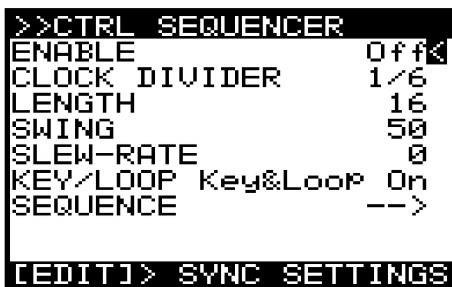 >>CTRL SEQUENCER
ENABLE Off<
CLOCK DIVIDER 1/6
LENGTH 16
SWING 50
SLEW-RATE 0
KEY/LOOP Key&Loop On
SEQUENCE -->
[EDIT]> SYNC SETTINGS